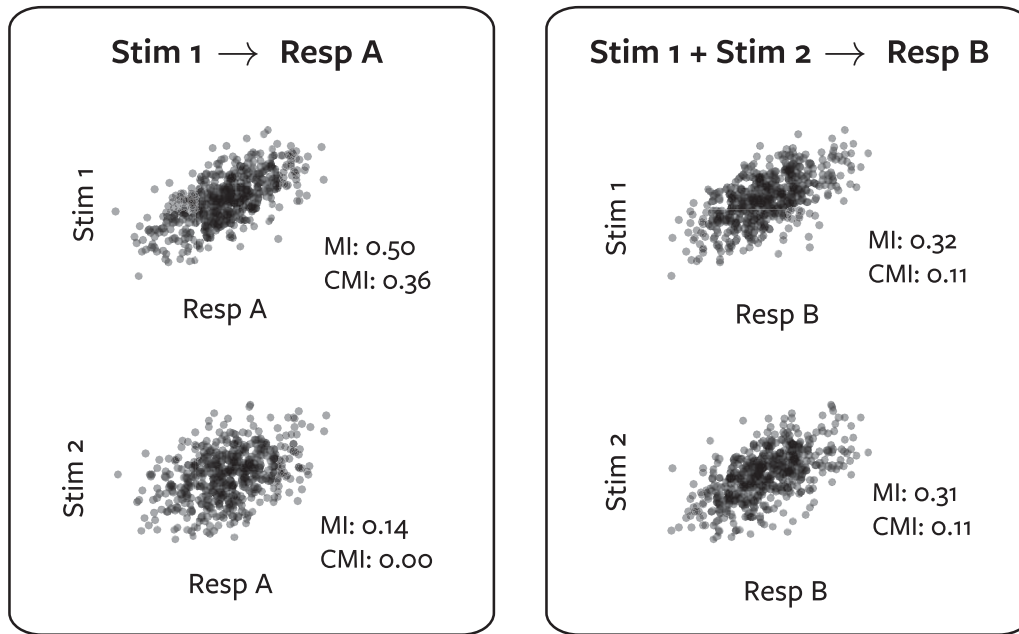 Stim 1 → Resp A
Stim 1
MI: 0.50
CMI: 0.36
Resp A
Stim 2
MI: 0.14
CMI: 0.00
Resp A
Stim 1 + Stim 2 → Resp B
Stim 1
MI: 0.32
CMI: 0.11
Resp B
Stim 2
MI: 0.31
CMI: 0.11
Resp B